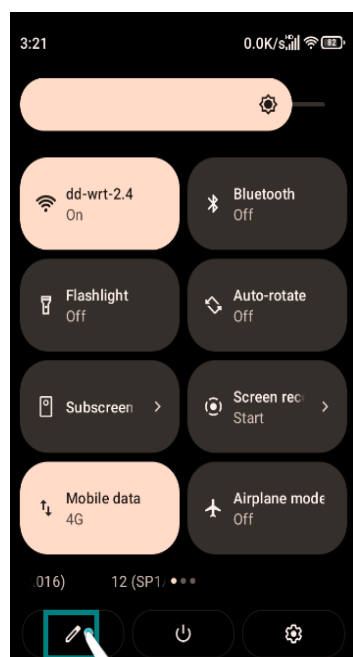 3:21 0.0K/s HD 82
dd-wrt-2.4
On
Bluetooth
Off
Flashlight
Off
Auto-rotate
Off
Subscreen
Screen rec
Start
Mobile data
4G
Airplane mode
Off
.016) 12 (SP1/